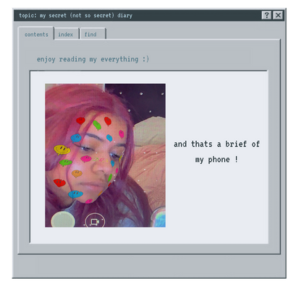 topic: my secret (not so secret) diary
? X
contents index find
enjoy reading my everything :)
and thats a brief of
my phone !